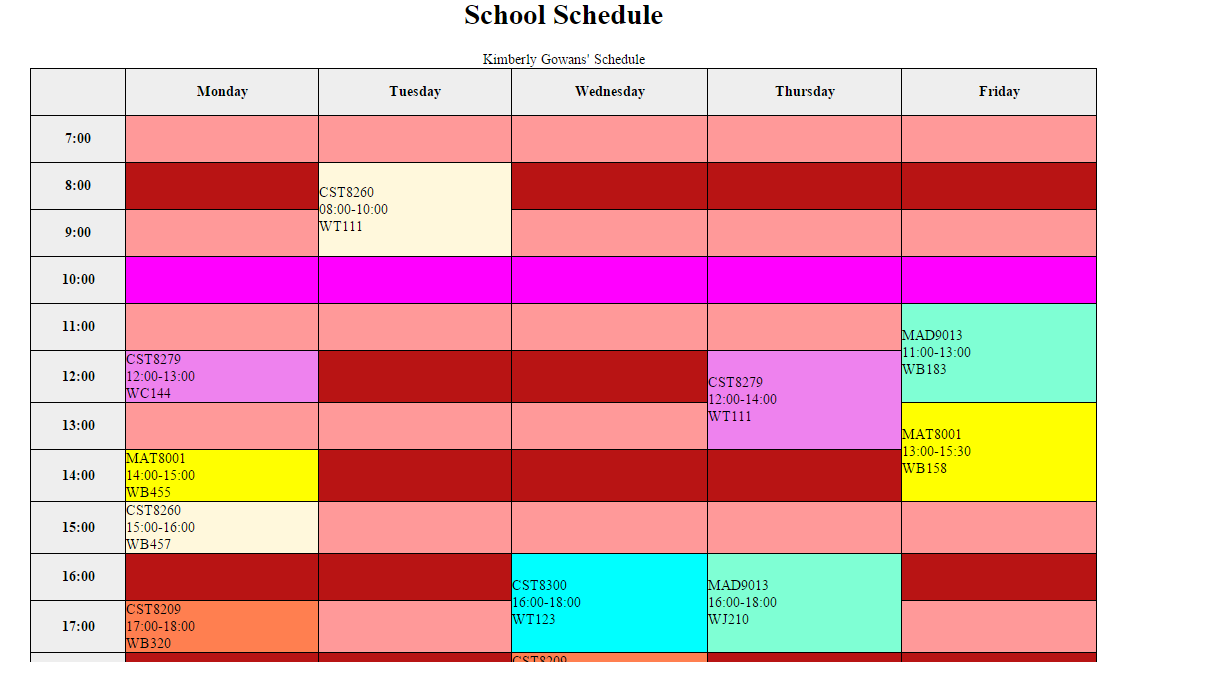 School Schedule
Kimberly Gowans' Schedule
Monday Tuesday Wednesday Thursday Friday
7:00
8:00
CST8260
08:00-10:00
WT111
9:00
10:00
11:00
MAD9013
11:00-13:00
WB183
12:00
CST8279
12:00-13:00
WC144
CST8279
12:00-14:00
WT111
13:00
MAT8001
13:00-15:30
WB158
14:00
MAT8001
14:00-15:00
WB455
15:00
CST8260
15:00-16:00
WB457
16:00
CST8300
16:00-18:00
WT123
MAD9013
16:00-18:00
WJ210
17:00
CST8209
17:00-18:00
WB320
CST8209